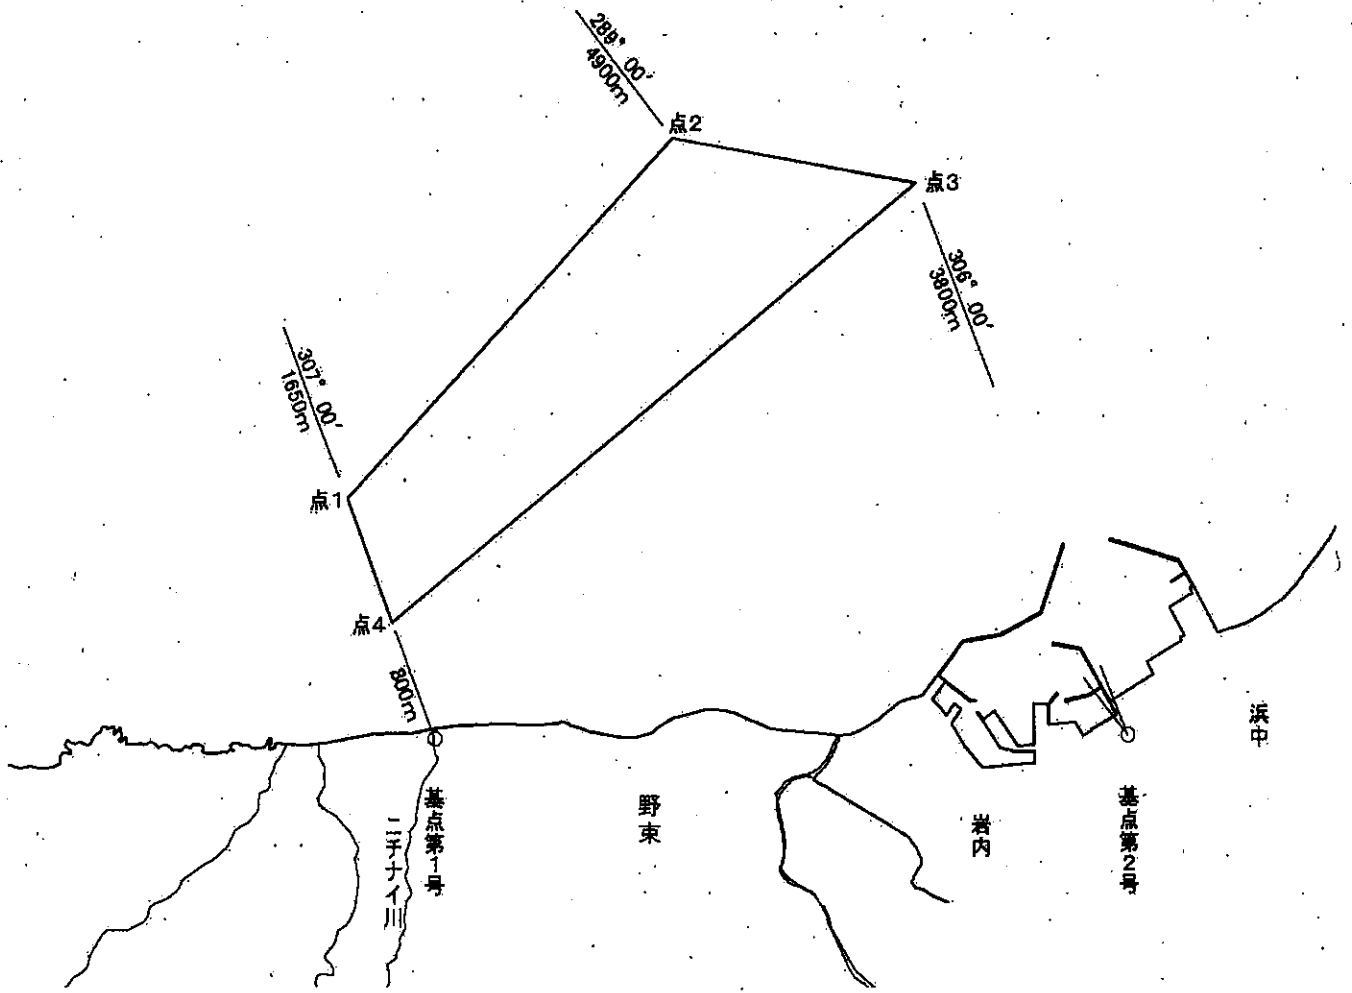 289° 00′
4900m
点2
点3
306° 00′
3800m
307° 00′
1650m
点1
点4
800m
浜中
基点第1号
野束
岩内
基点第2号
ニチナイ川